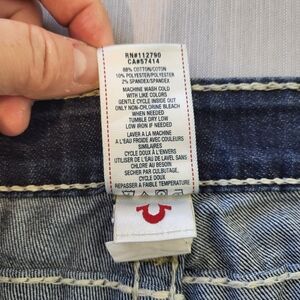 RN#112790
CA#57414
88% COTTON/COTON
10% POLYESTER/POLYESTER
2% SPANDEX/SPANDEX
MACHINE WASH COLD
WITH LIKE COLORS
GENTLE CYCLE INSIDE OUT
ONLY NON-CHLORINE BLEACH
WHEN NEEDED
TUMBLE DRY LOW
LOW IRON IF NEEDED
LAVER A LA MACHINE
A L'EAU FROIDE AVEC COULEURS
SIMILAIRES
CYCLE DOUX À L'ENVERS
UTILISER DE L'EAU DE LAVEL SANS
CHLORE AU BESOIN
SECHER PAR CULBUTAGE,
CYCLE DOUX
REPASSER A FAIBLE TEMPERATURE